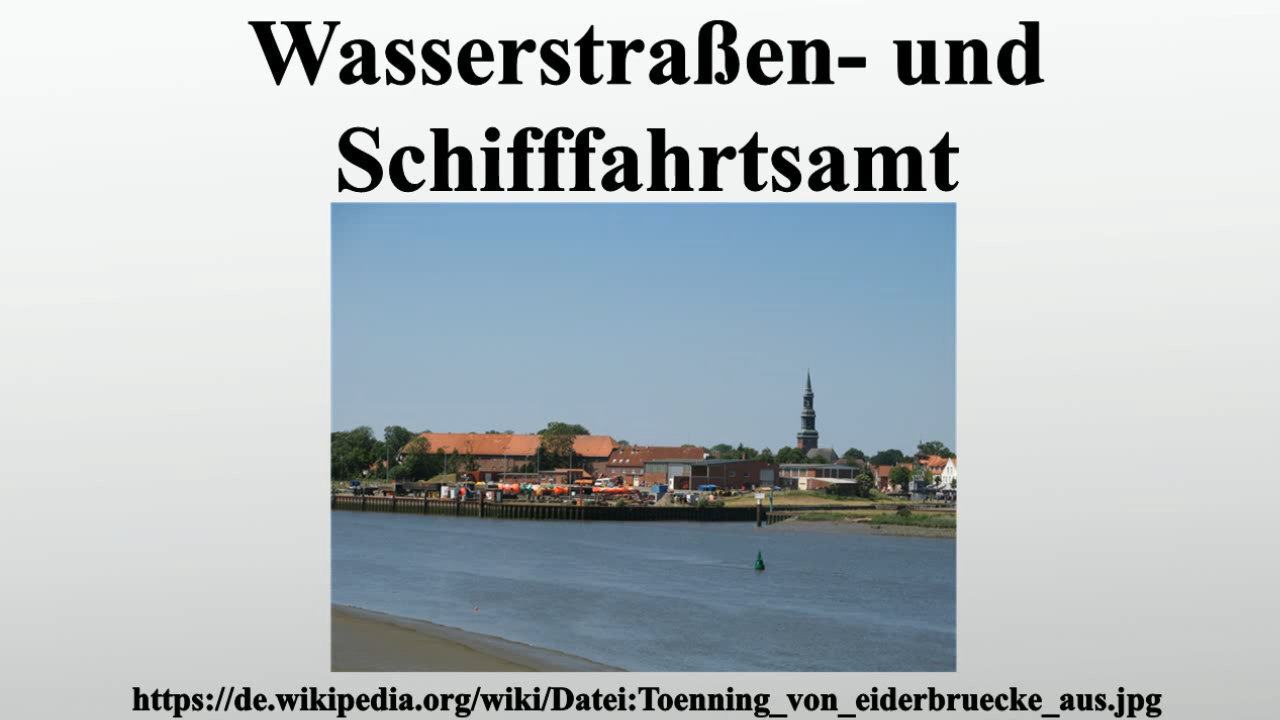 Wasserstraßen- und
Schifffahrtsamt
https://de.wikipedia.org/wiki/Datei:Toenning_von_eiderbruecke_aus.jpg